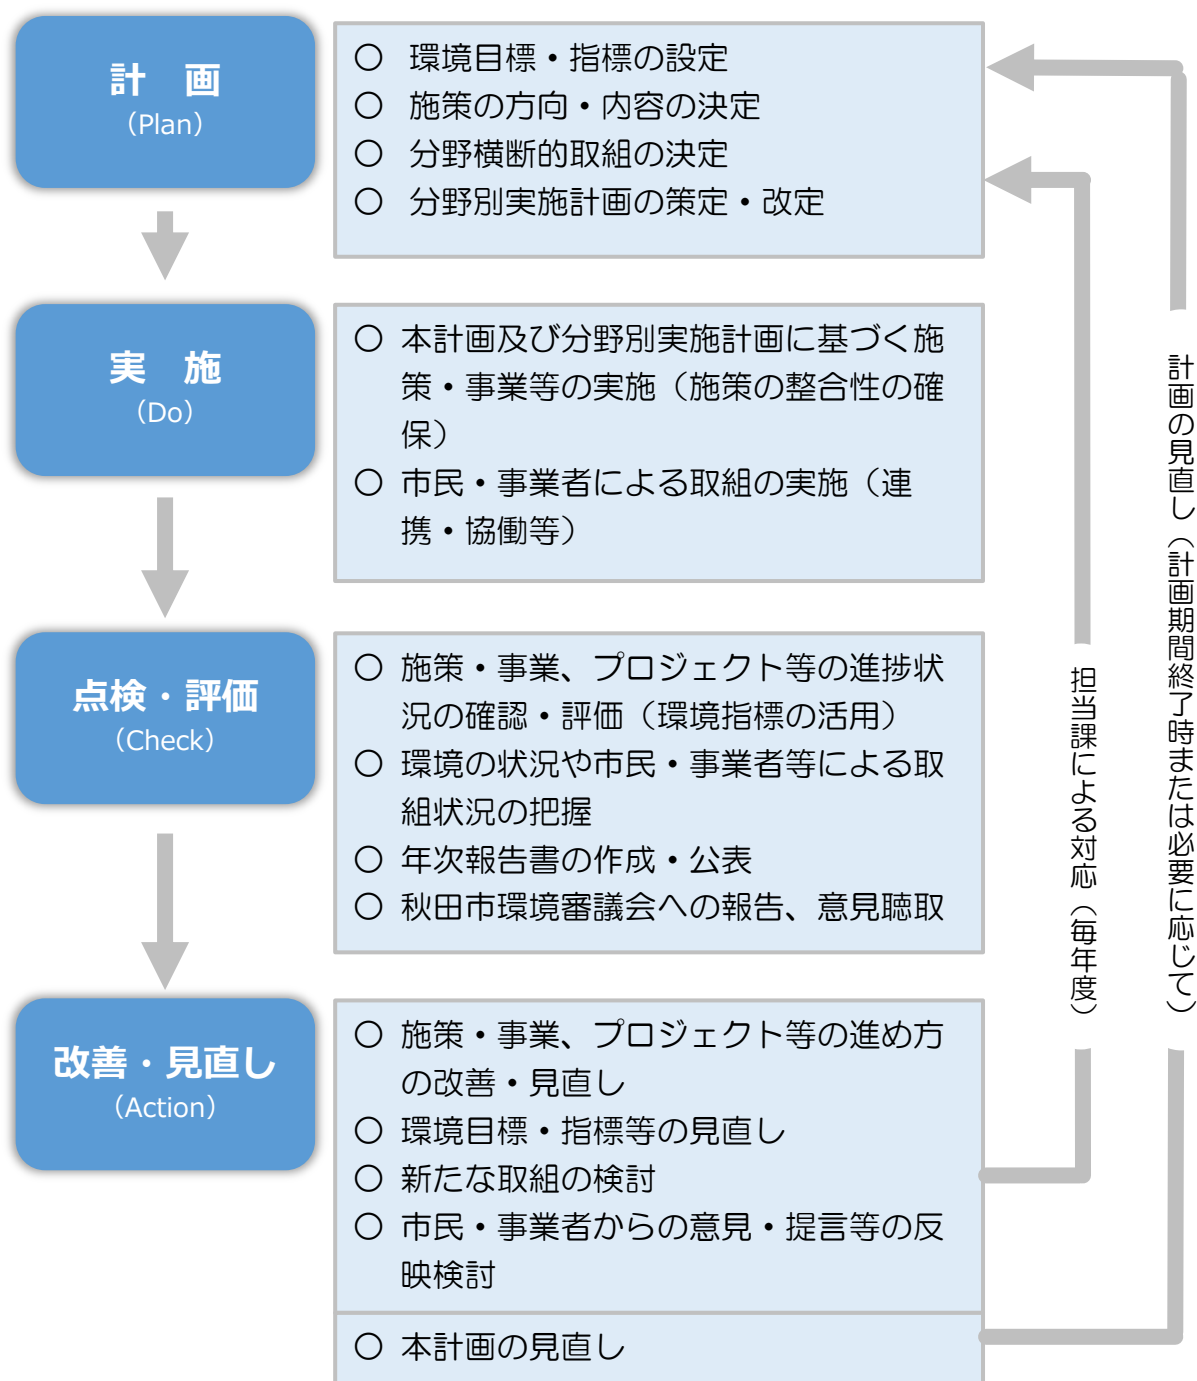 計　画
（Plan）
○ 環境目標・指標の設定
○ 施策の方向・内容の決定
○ 分野横断的取組の決定
○ 分野別実施計画の策定・改定
実　施
（Do）
○ 本計画及び分野別実施計画に基づく施
策・事業等の実施（施策の整合性の確
保）
○ 市民・事業者による取組の実施（連
携・協働等）
点検・評価
（Check）
○ 施策・事業、プロジェクト等の進捗状
況の確認・評価（環境指標の活用）
○ 環境の状況や市民・事業者等による取
組状況の把握
○ 年次報告書の作成・公表
○ 秋田市環境審議会への報告、意見聴取
改善・見直し
（Action）
○ 施策・事業、プロジェクト等の進め方
の改善・見直し
○ 環境目標・指標等の見直し
○ 新たな取組の検討
○ 市民・事業者からの意見・提言等の反
映検討
○ 本計画の見直し
担当課による対応（毎年度）
計画の見直し（計画期間終了時または必要に応じて）